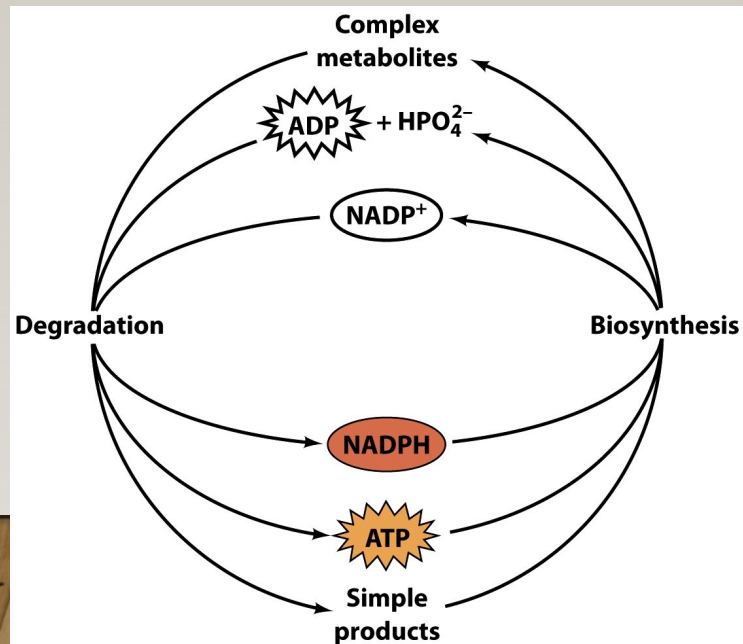 Complex
metabolites
ADP + HPO₄²⁻
NADP⁺
Degradation
Biosynthesis
NADPH
ATP
Simple
products